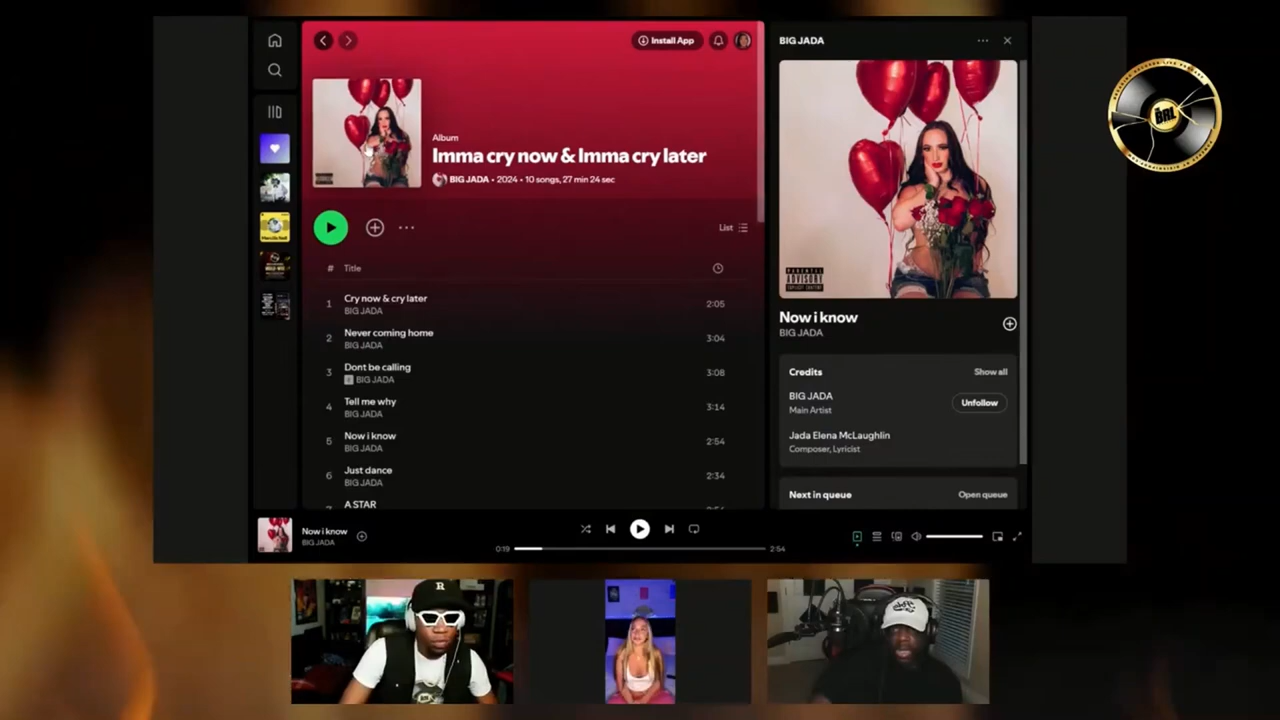 Install App
BIG JADA
Album
Imma cry now & Imma cry later
BIG JADA • 2024 • 10 songs, 27 min 24 sec
List
# Title
1 Cry now & cry later 2:05
BIG JADA
2 Never coming home 3:04
BIG JADA
3 Dont be calling 3:08
E BIG JADA
4 Tell me why 3:14
BIG JADA
5 Now i know 2:54
BIG JADA
6 Just dance 2:34
BIG JADA
A STAR
PARENTAL
ADVISORY
EXPLICIT CONTENT
Now i know
BIG JADA
Credits Show all
BIG JADA
Main Artist
Unfollow
Jada Elena McLaughlin
Composer, Lyricist
Next in queue Open queue
Now i know
BIG JADA
0:19 2:54
BRL
R